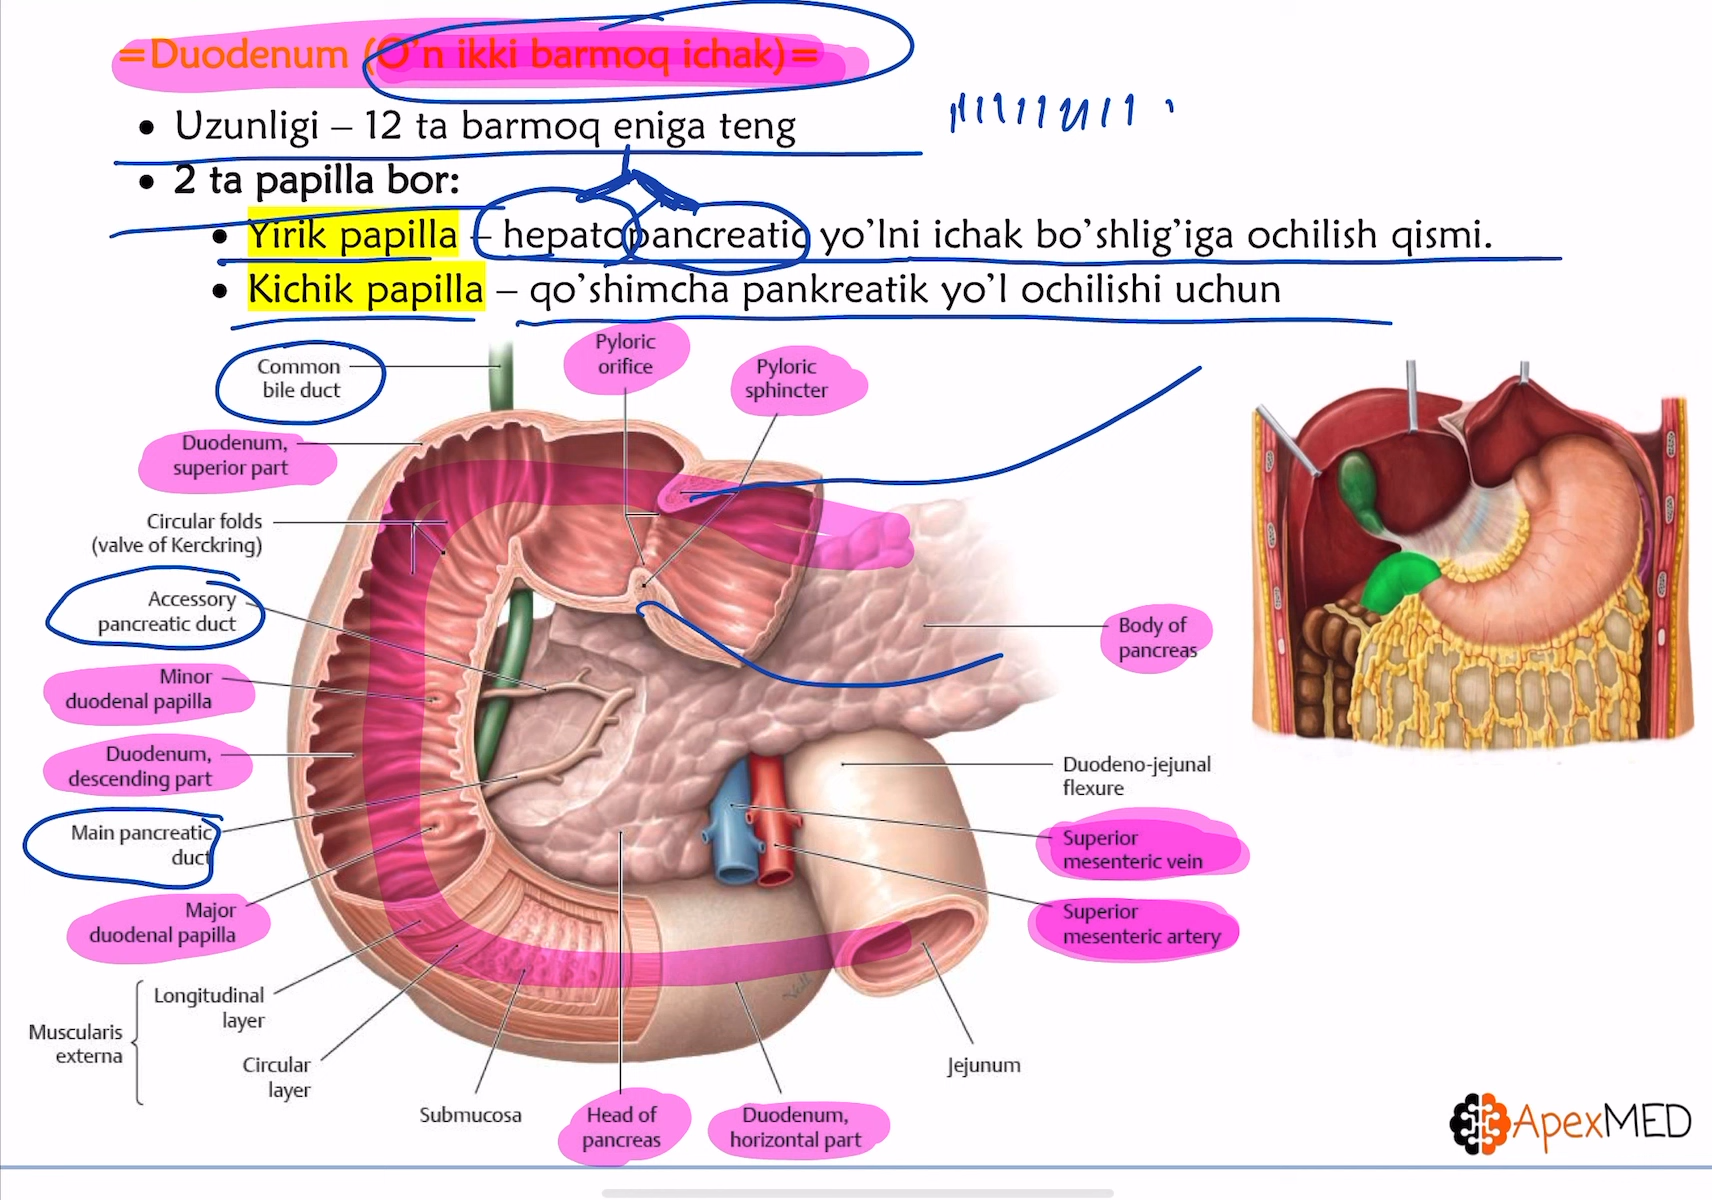 =Duodenum (O’n ikki barmoq ichak)=
• Uzunligi – 12 ta barmoq eniga teng
• 2 ta papilla bor:
• Yirik papilla – hepatopancreatic yo’lni ichak bo’shlig’iga ochilish qismi.
• Kichik papilla – qo’shimcha pankreatik yo’l ochilishi uchun
Common
bile duct
Pyloric
orifice
Pyloric
sphincter
Duodenum,
superior part
Circular folds
(valve of Kerckring)
Accessory
pancreatic duct
Minor
duodenal papilla
Duodenum,
descending part
Main pancreatic
duct
Major
duodenal papilla
Longitudinal
layer
Muscularis
externa
Circular
layer
Submucosa
Head of
pancreas
Duodenum,
horizontal part
Body of
pancreas
Duodeno-jejunal
flexure
Superior
mesenteric vein
Superior
mesenteric artery
Jejunum
ApexMED